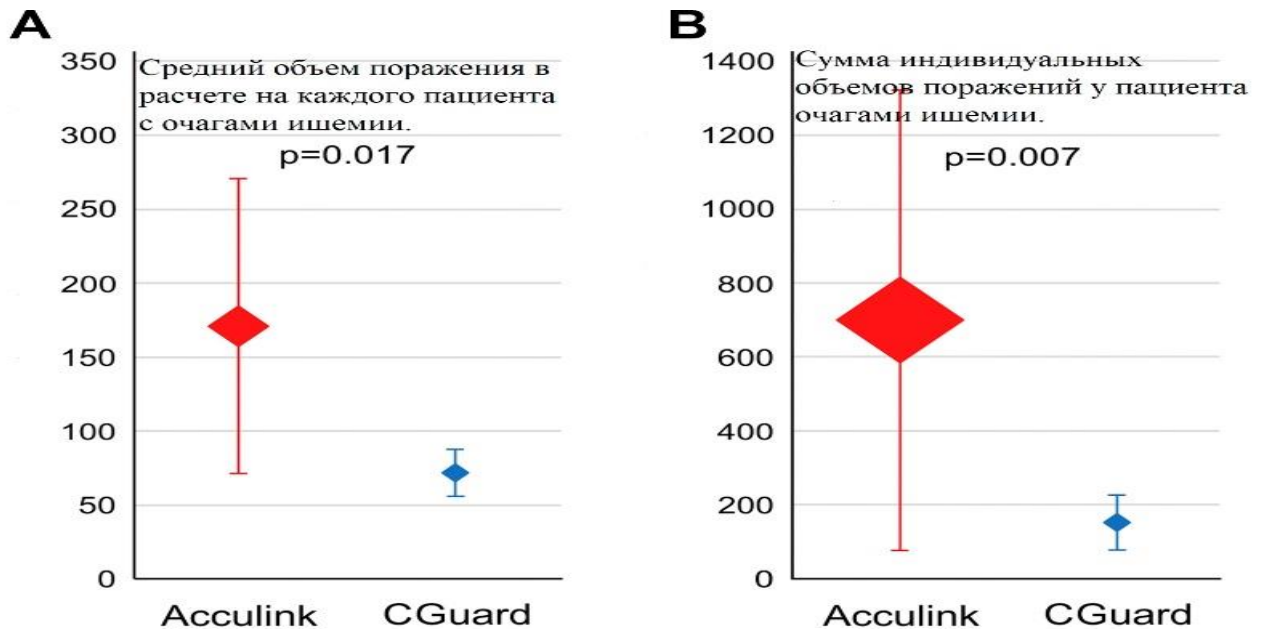 A
350
300
250
200
150
100
50
0
Средний объем поражения в
расчете на каждого пациента
с очагами ишемии.
p=0.017
Acculink CGuard
B
1400
1200
1000
800
600
400
200
0
Сумма индивидуальных
объемов поражений у пациента
очагами ишемии.
p=0.007
Acculink CGuard